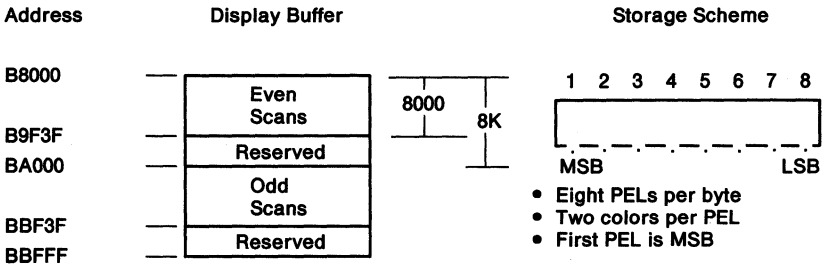 Address Display Buffer Storage Scheme
B8000 1 2 3 4 5 6 7 8
Even
Scans
8000
8K
B9F3F
Reserved
BA000
MSB LSB
Odd
Scans
• Eight PELs per byte
• Two colors per PEL
BBF3F
• First PEL is MSB
Reserved
BBFFF